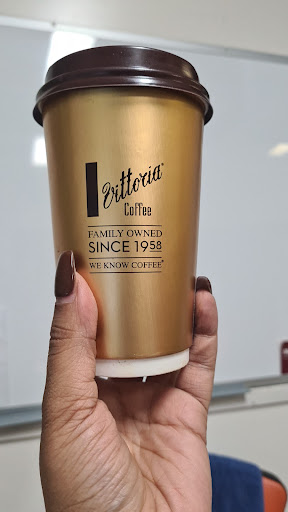 Vittoria®
Coffee
FAMILY OWNED
SINCE 1958
WE KNOW COFFEE®